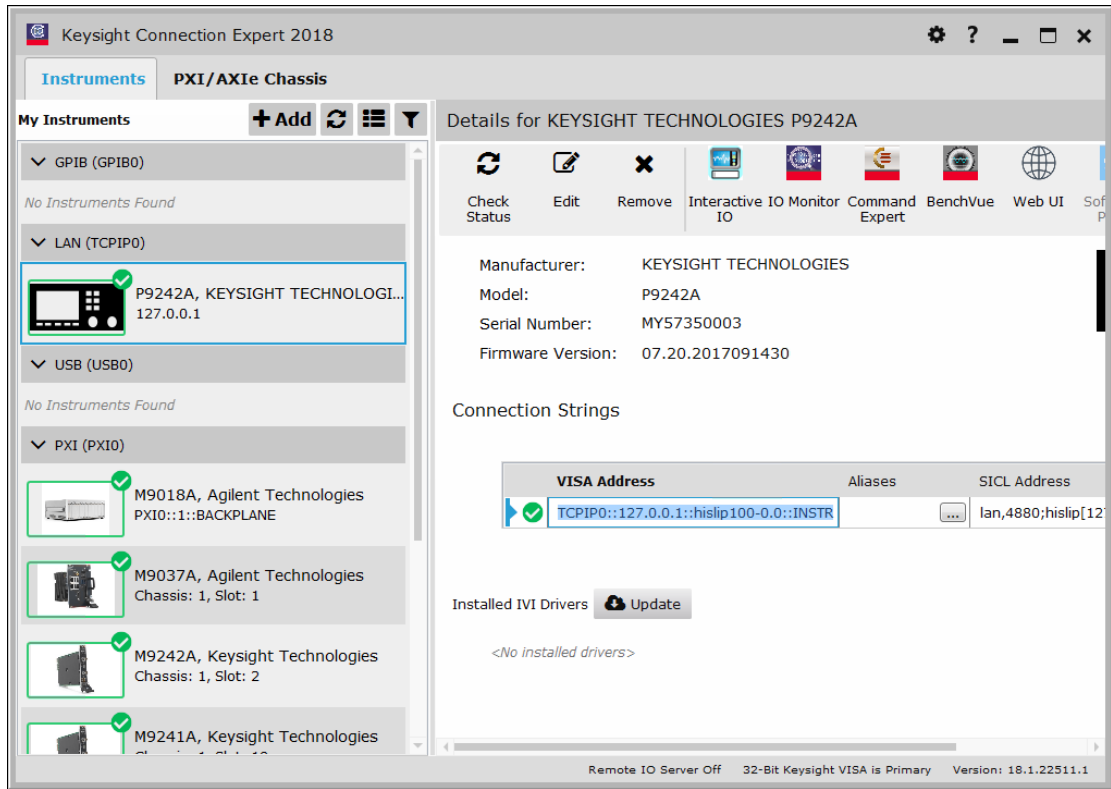 Keysight Connection Expert 2018
Instruments PXI/AXIe Chassis
My Instruments Add
GPIB (GPIB0)
No Instruments Found
LAN (TCPIP0)
P9242A, KEYSIGHT TECHNOLOGI...
127.0.0.1
USB (USB0)
No Instruments Found
PXI (PXI0)
M9018A, Agilent Technologies
PXI0::1::BACKPLANE
M9037A, Agilent Technologies
Chassis: 1, Slot: 1
M9242A, Keysight Technologies
Chassis: 1, Slot: 2
M9241A, Keysight Technologies
Details for KEYSIGHT TECHNOLOGIES P9242A
Check Status
Edit
Remove
Interactive IO
IO Monitor
Command Expert
BenchVue
Web UI
Manufacturer: KEYSIGHT TECHNOLOGIES
Model: P9242A
Serial Number: MY57350003
Firmware Version: 07.20.2017091430
Connection Strings
VISA Address Aliases SICL Address
TCPIP0::127.0.0.1::hislip100-0.0::INSTR ... lan,4880;hislip[12
Installed IVI Drivers Update
<No installed drivers>
Remote IO Server Off 32-Bit Keysight VISA is Primary Version: 18.1.22511.1